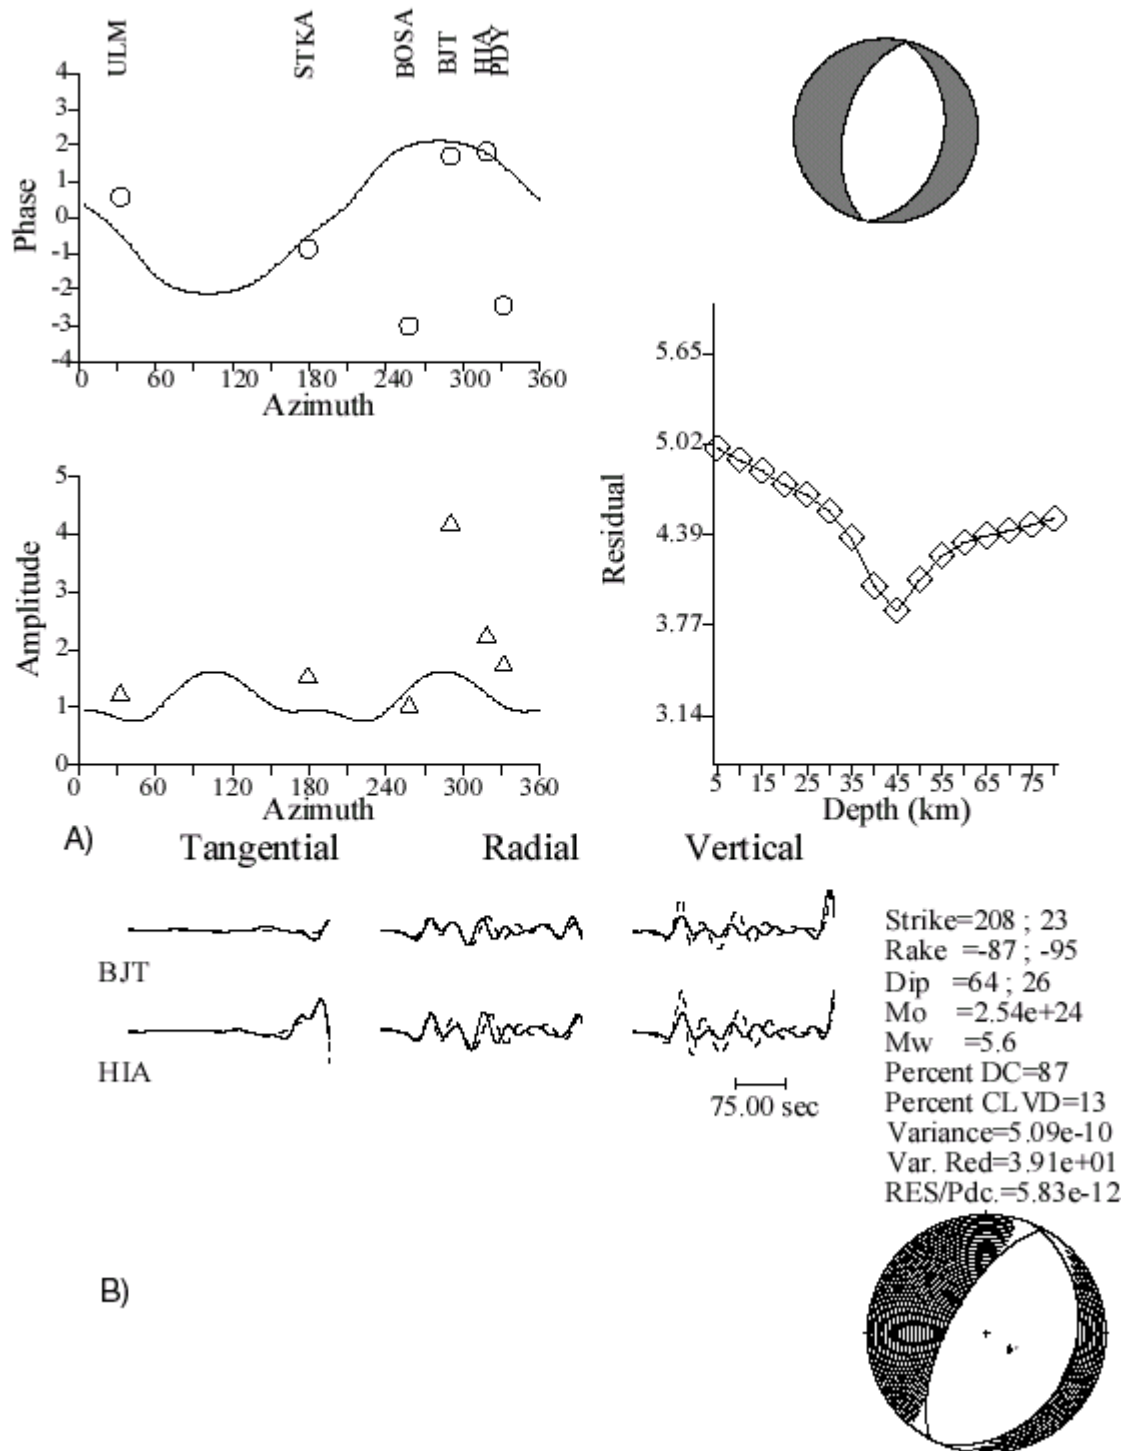 ULM
STKA
BOSA
BJT
HIA
PDY
4
3
2
1
0
-1
-2
-3
-4
Phase
0 60 120 180 240 300 360
Azimuth
5
4
3
2
1
0
Amplitude
0 60 120 180 240 300 360
Azimuth
5.65
5.02
4.39
3.77
3.14
Residual
5 15 25 35 45 55 65 75
Depth (km)
A)
Tangential Radial Vertical
BJT
HIA
75.00 sec
Strike=208 ; 23
Rake =-87 ; -95
Dip =64 ; 26
Mo =2.54e+24
Mw =5.6
Percent DC=87
Percent CLVD=13
Variance=5.09e-10
Var. Red=3.91e+01
RES/Pdc.=5.83e-12
B)